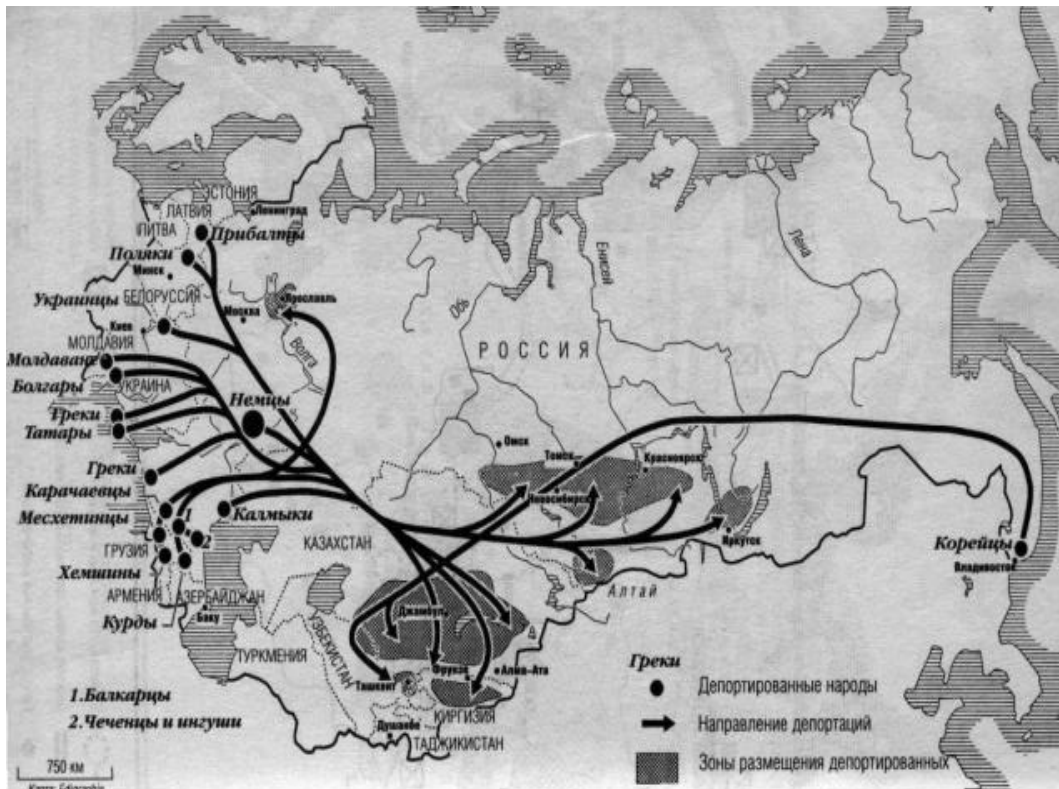 ЭСТОНИЯ
ЛАТВИЯ
Ленинград
ЛИТВА
Прибалты
Поляки
Минск
Украинцы
БЕЛОРУССИЯ
Ярославль
Москва
Киев
Волга
МОЛДАВИЯ
Молдаване
УКРАИНА
Болгары
Немцы
Греки
Татары
Греки
Карачаевцы
Месхетинцы
1
2
Калмыки
ГРУЗИЯ
Хемшины
АРМЕНИЯ
АЗЕРБАЙДЖАН
Баку
Курды
ТУРКМЕНИЯ
УЗБЕКИСТАН
КАЗАХСТАН
Обь
Енисей
Лена
РОССИЯ
Омск
Томск
Красноярск
Новосибирск
Иркутск
Алтай
Корейцы
Владивосток
Джамбул
Фрунзе
Алма-Ата
Ташкент
КИРГИЗИЯ
Душанбе
ТАДЖИКИСТАН
1.Балкарцы
2.Чеченцы и ингуши
750 км
Греки
Депортированные народы
Направление депортаций
Зоны размещения депортированных